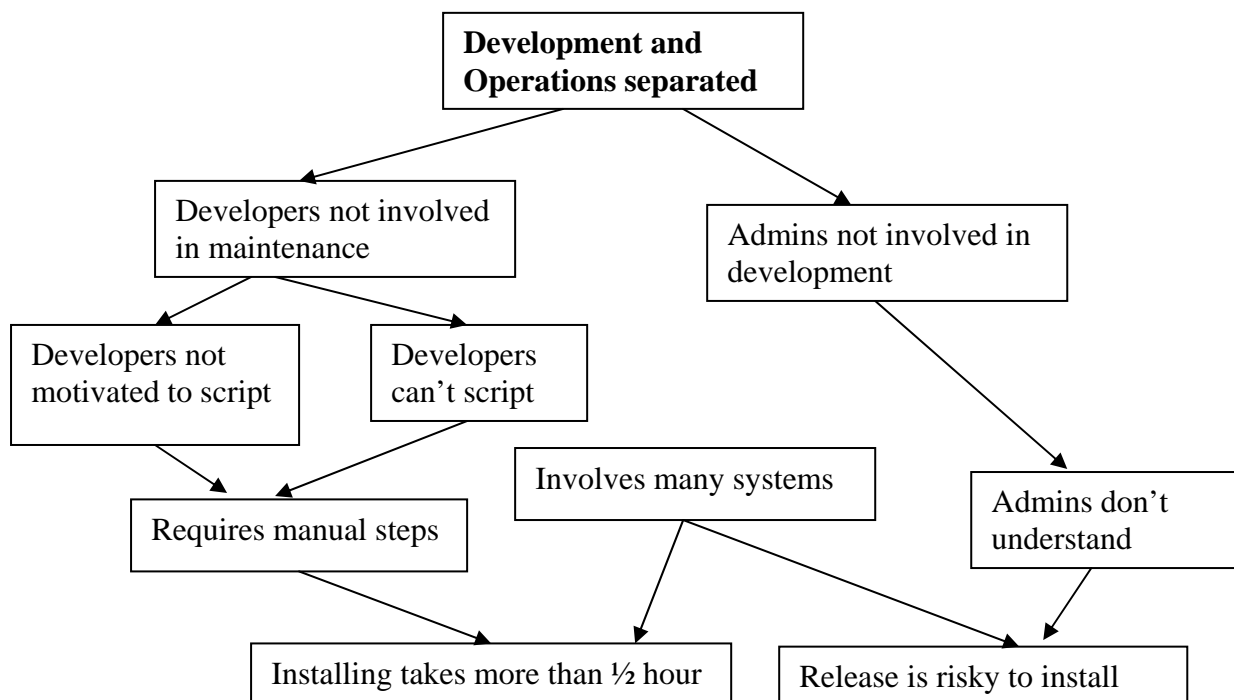 Development and
Operations separated
Developers not involved
in maintenance
Admins not involved in
development
Developers not
motivated to script
Developers
can’t script
Involves many systems
Admins don’t
understand
Requires manual steps
Installing takes more than ½ hour
Release is risky to install